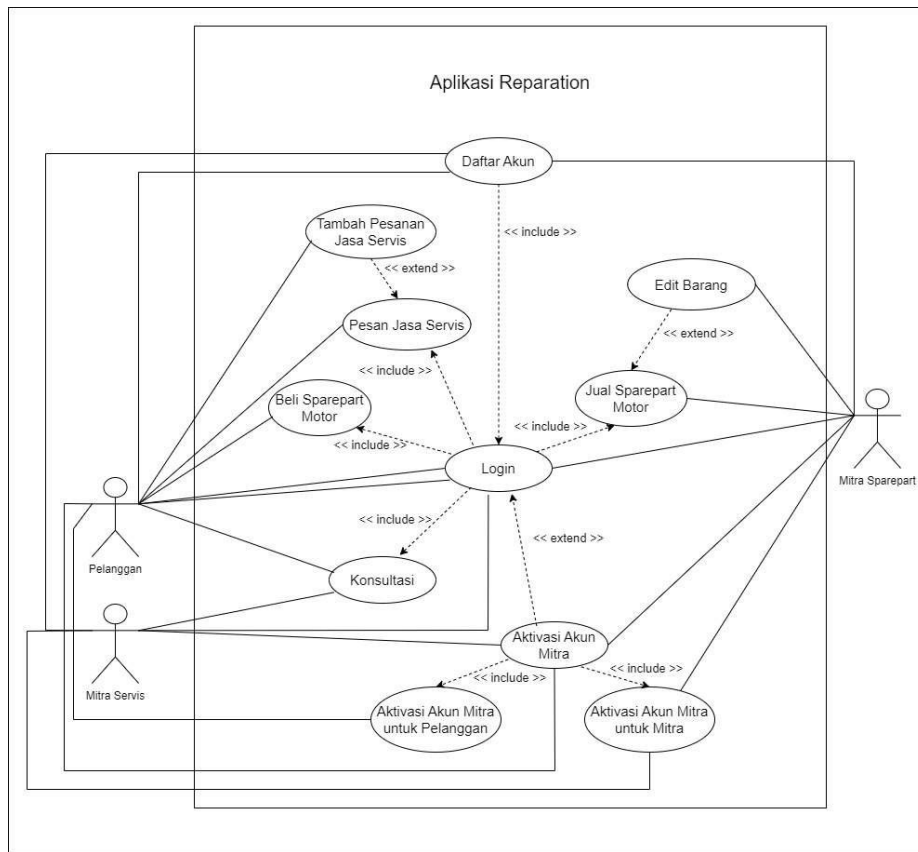 Aplikasi Reparation
Daftar Akun
Tambah Pesanan
Jasa Servis
<< include >>
<< extend >>
Edit Barang
Pesan Jasa Servis
<< extend >>
<< include >>
Beli Sparepart
Motor
Jual Sparepart
Motor
<< include >>
<< include >>
Login
Mitra Sparepart
<< include >>
<< extend >>
Pelanggan
Konsultasi
Aktivasi Akun
Mitra
Mitra Servis
<< include >>
<< include >>
Aktivasi Akun Mitra
untuk Pelanggan
Aktivasi Akun Mitra
untuk Mitra